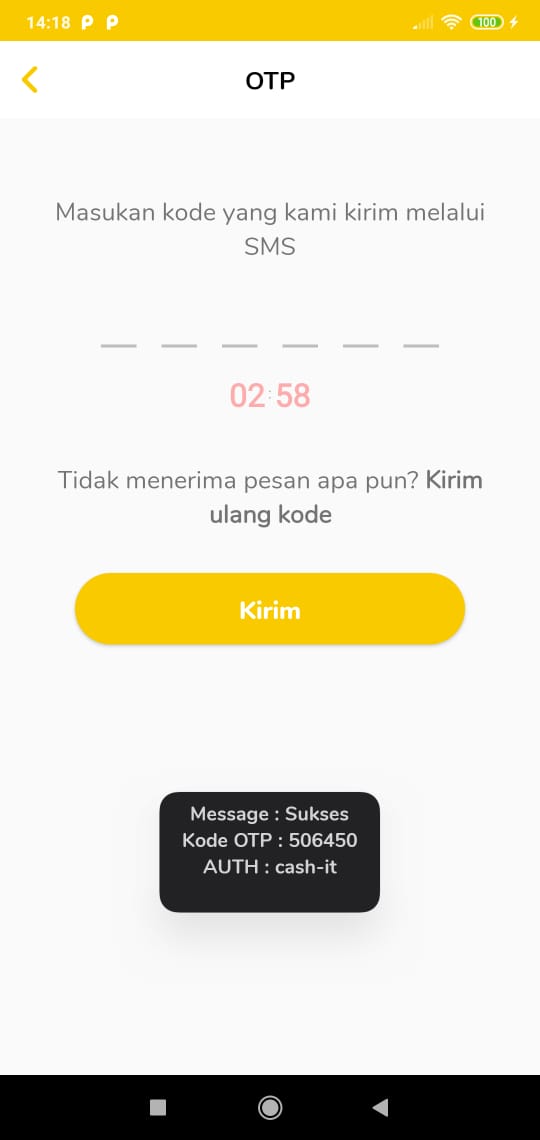 14:18 P P 100
OTP
Masukan kode yang kami kirim melalui
SMS
02:58
Tidak menerima pesan apa pun? Kirim
ulang kode
Kirim
Message : Sukses
Kode OTP : 506450
AUTH : cash-it